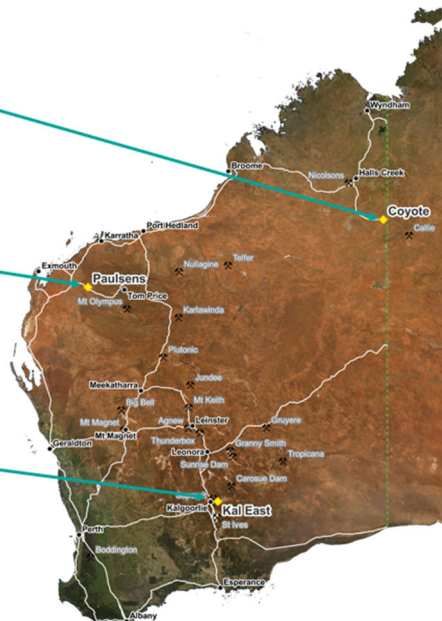 Wyndham
Broome
Nicolsons
Halls Creek
Coyote
Callie
Port Hedland
Karratha
Exmouth
Nullagine
Telfer
Paulsens
Tom Price
Mt Olympus
Karlawinda
Plutonic
Jundee
Meekatharra
Big Bell
Mt Keith
Mt Magnet
Agnew
Leinster
Gruyere
Mt Magnet
Thunderbox
Geraldton
Granny Smith
Leonora
Tropicana
Sunrise Dam
Carosue Dam
Kalgoorlie
Kal East
St Ives
Perth
Boddington
Esperance
Albany